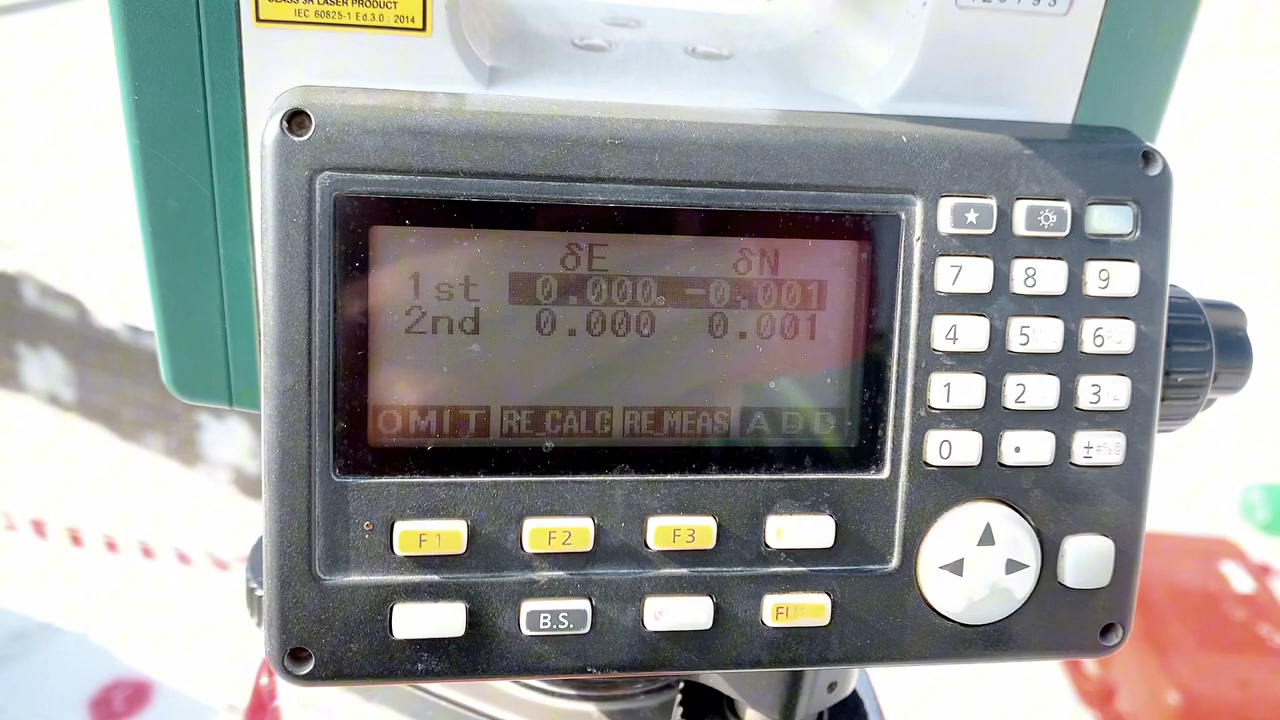 CLASS 3R LASER PRODUCT
IEC 60825-1 Ed.3.0 : 2014
δE δN
1st 0.000 -0.001
2nd 0.000 0.001
OMIT RE_CALC RE_MEAS ADD
7 8 9
4 5 6
1 2 3
0 . ±#%@
F1 F2 F3
B.S.